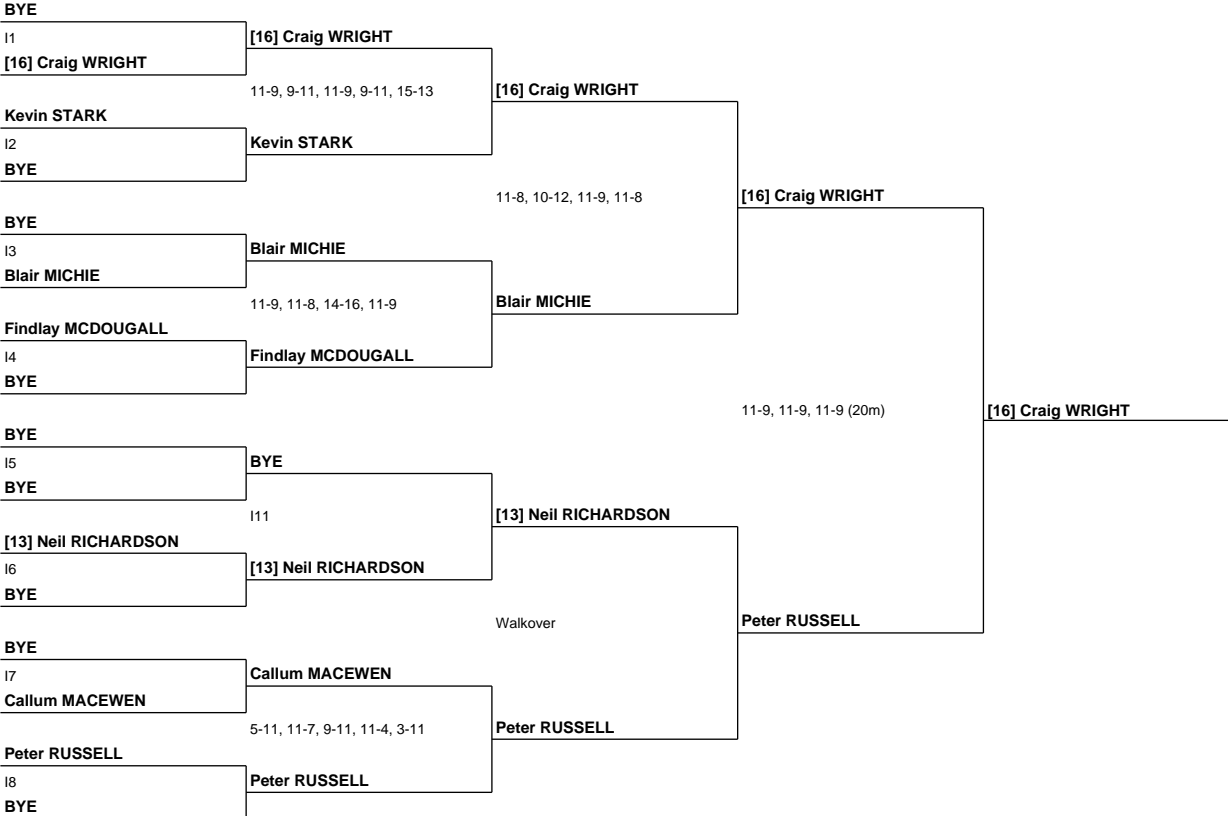 BYE
I1
[16] Craig WRIGHT
[16] Craig WRIGHT
11-9, 9-11, 11-9, 9-11, 15-13
[16] Craig WRIGHT
Kevin STARK
I2
Kevin STARK
BYE
11-8, 10-12, 11-9, 11-8
[16] Craig WRIGHT
BYE
I3
Blair MICHIE
Blair MICHIE
11-9, 11-8, 14-16, 11-9
Blair MICHIE
Findlay MCDOUGALL
I4
Findlay MCDOUGALL
BYE
11-9, 11-9, 11-9 (20m)
[16] Craig WRIGHT
BYE
I5
BYE
BYE
I11
[13] Neil RICHARDSON
[13] Neil RICHARDSON
I6
[13] Neil RICHARDSON
BYE
Walkover
Peter RUSSELL
BYE
I7
Callum MACEWEN
Callum MACEWEN
5-11, 11-7, 9-11, 11-4, 3-11
Peter RUSSELL
Peter RUSSELL
I8
Peter RUSSELL
BYE